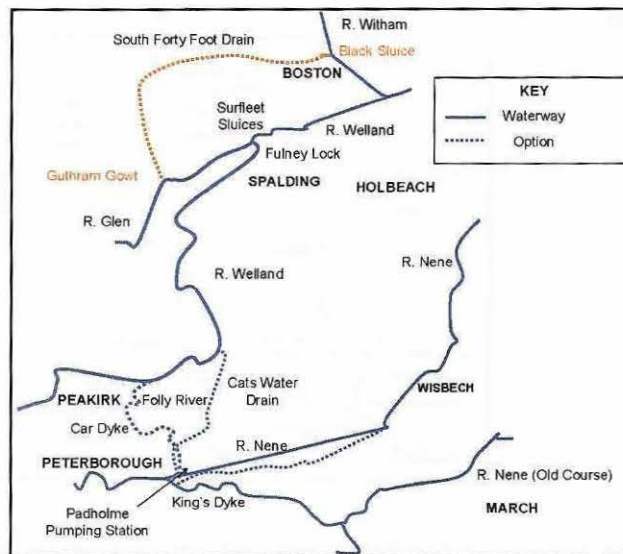 R. Witham
South Forty Foot Drain
Black Sluice
BOSTON
KEY
Waterway
Option
Surfleet
Sluices
R. Welland
Fulney Lock
Guthram Gowt
SPALDING
HOLBEACH
R. Glen
R. Nene
R. Welland
Cats Water
Drain
PEAKIRK
Folly River
WISBECH
Car Dyke
R. Nene
PETERBOROUGH
R. Nene (Old Course)
Padholme
Pumping Station
King's Dyke
MARCH